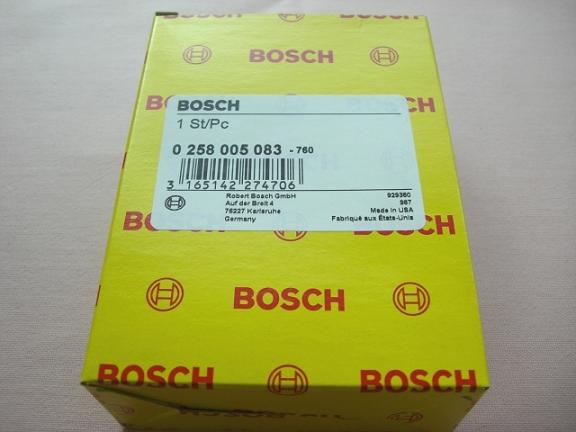 BOSCH
BOSCH
BOSCH
BOSCH
1 St/Pc
0 258 005 083 - 760
3 165142 274706
Robert Bosch GmbH
Auf der Breit 4
76227 Karlsruhe
Germany
929360
967
Made in USA
Fabriqué aux États-Unis
BOSCH
BOSCH
BOSCH
BOSCH